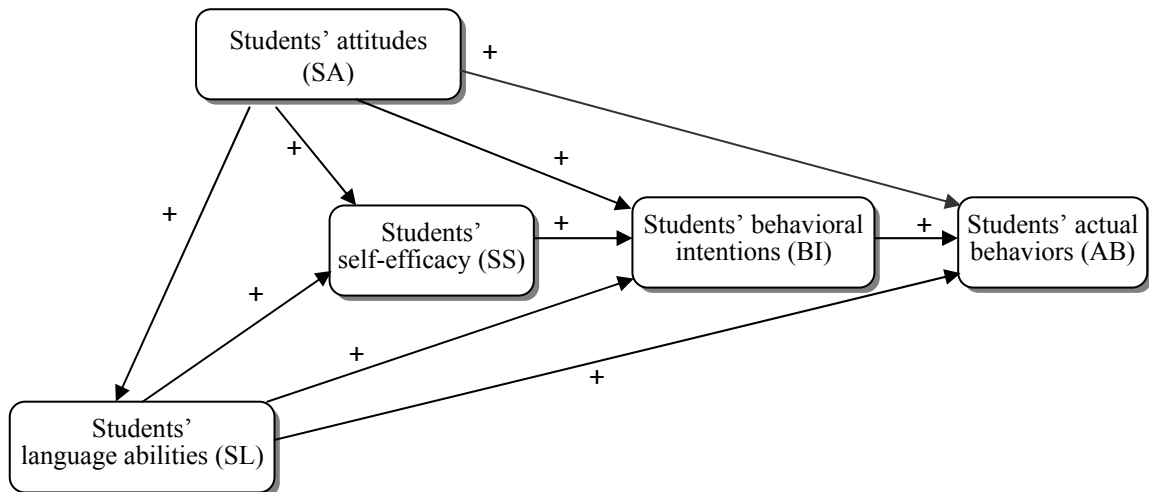 Students’ attitudes
(SA)
+
+
+
+
+
Students’
self-efficacy (SS)
+
Students’ behavioral
intentions (BI)
+
Students’ actual
behaviors (AB)
+
+
+
Students’
language abilities (SL)